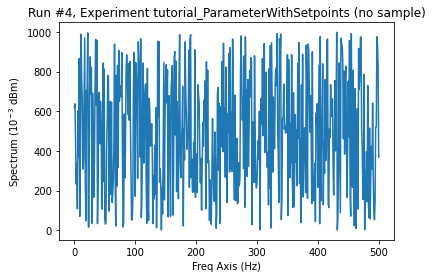 Run #4, Experiment tutorial_ParameterWithSetpoints (no sample)
Spectrum (10⁻³ dBm)
1000
800
600
400
200
0
0 100 200 300 400 500
Freq Axis (Hz)